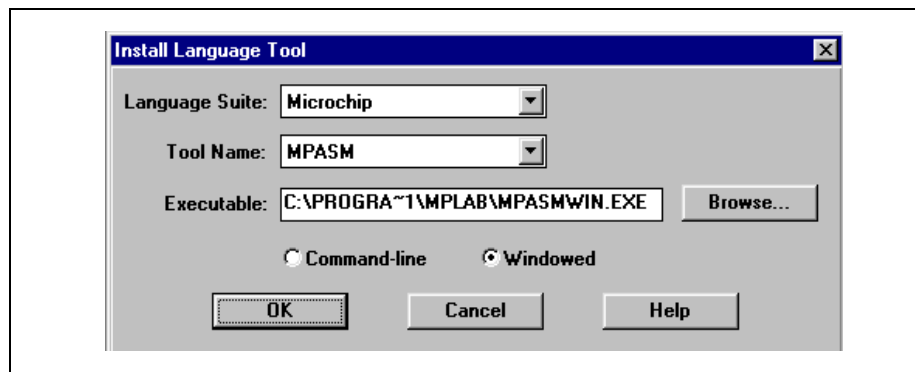 Install Language Tool
Language Suite: Microchip
Tool Name: MPASM
Executable: C:\PROGRA~1\MPLAB\MPASMWIN.EXE Browse...
Command-line Windowed
OK Cancel Help